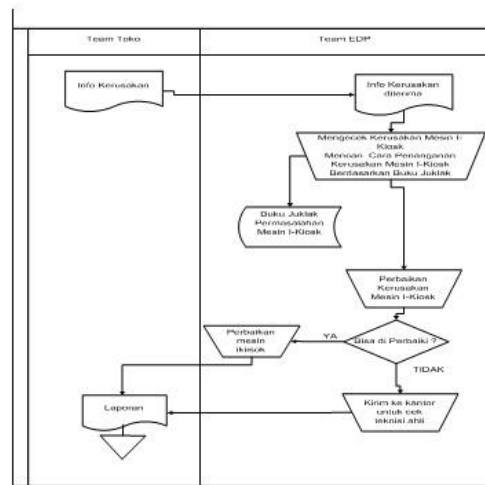 Team Toko
Team EDP
Info Kerusakan
Info Kerusakan
diterima
Mengecek Kerusakan Mesin I-
Kiosk
Mencari Cara Penanganan
Kerusakan Mesin I-Kiosk
Berdasarkan Buku Juklak
Buku Juklak
Permasalahan
Mesin I-Kiosk
Perbaikan
Kerusakan
Mesin I-Kiosk
Bisa di Perbaiki ?
YA
Perbaikan
mesin
TIDAK
Laporan
Kirim ke kantor
untuk cek
teknisi ahli